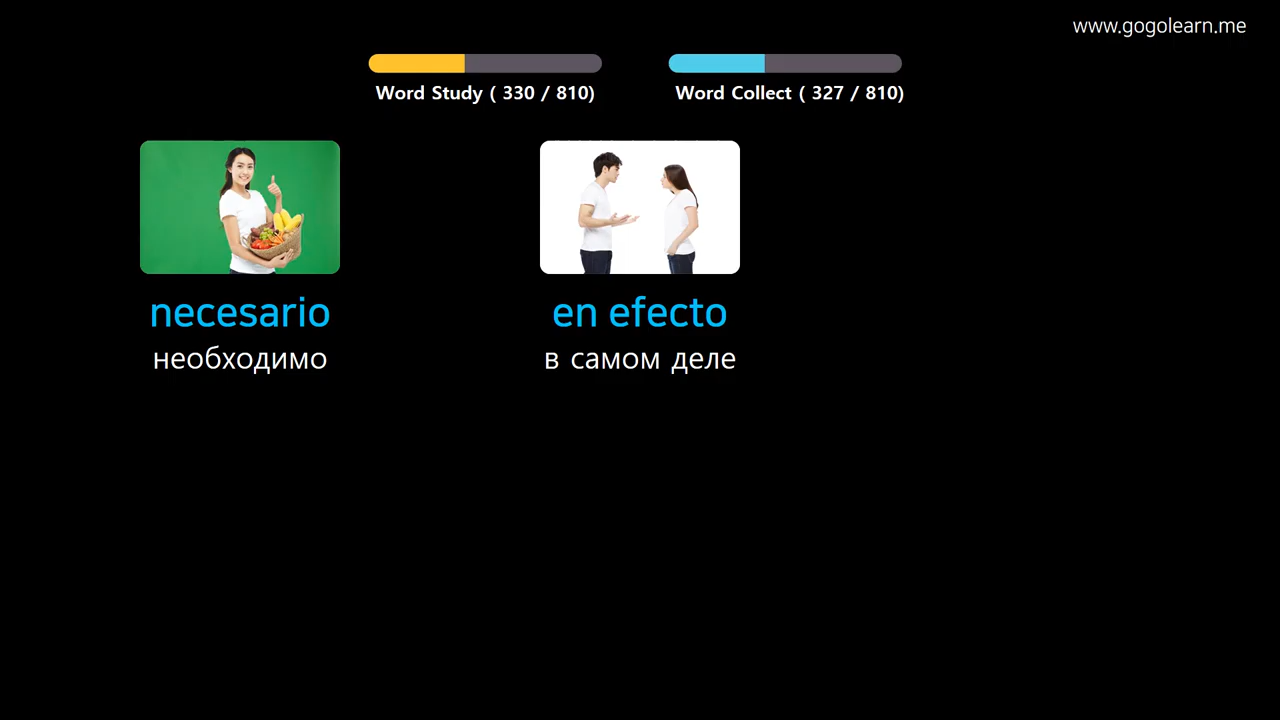 www.gogolearn.me
Word Study ( 330 / 810)
Word Collect ( 327 / 810)
necesario
необходимо
en efecto
в самом деле